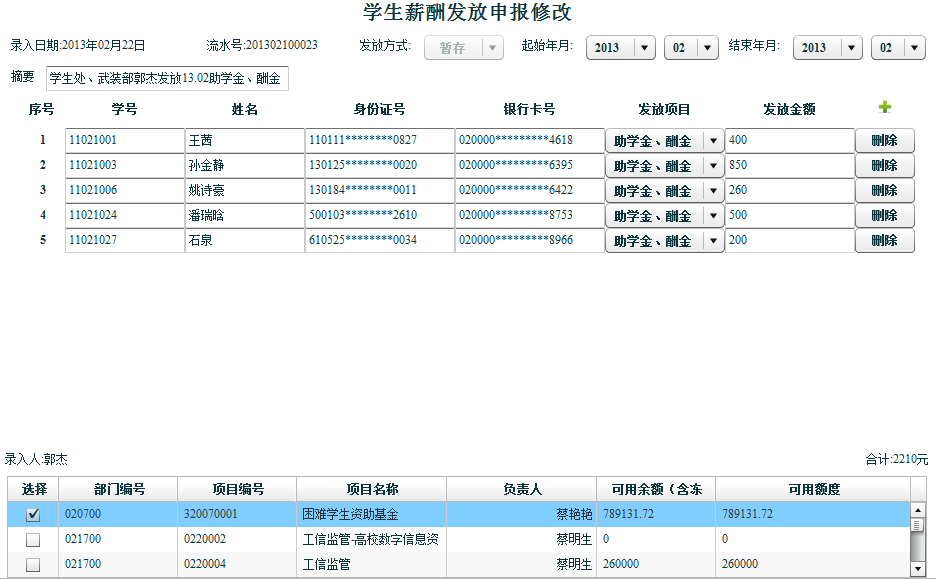 学生薪酬发放申报修改
录入日期:2013年02月22日 流水号:201302100023 发放方式: 暂存 起始年月: 2013 02 结束年月: 2013 02
摘要 学生处、武装部郭杰发放13.02助学金、酬金
序号 学号 姓名 身份证号 银行卡号 发放项目 发放金额
1 11021001 王茜 110111********0827 020000*********4618 助学金、酬金 400 删除
2 11021003 孙金静 130125********0020 020000*********6395 助学金、酬金 850 删除
3 11021006 姚诗豪 130184********0011 020000*********6422 助学金、酬金 260 删除
4 11021024 潘瑞晗 500103********2610 020000*********8753 助学金、酬金 500 删除
5 11021027 石泉 610525********0034 020000*********8966 助学金、酬金 200 删除
录入人:郭杰 合计:2210元
选择 部门编号 项目编号 项目名称 负责人 可用余额（含冻 可用额度
020700 320070001 困难学生资助基金 蔡艳艳 789131.72 789131.72
021700 0220002 工信监管-高校数字信息资 蔡明生 0 0
021700 0220004 工信监管 蔡明生 260000 260000